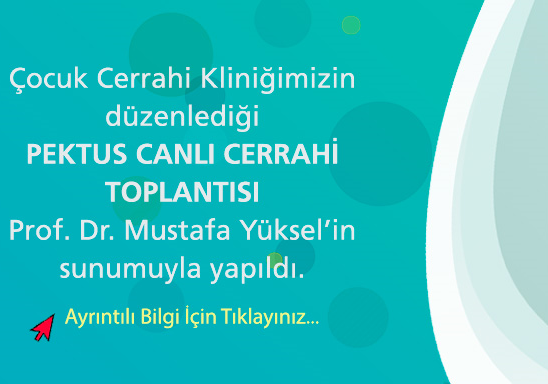 Çocuk Cerrahi Kliniğimizin
düzenlediği
PEKTUS CANLI CERRAHİ
TOPLANTISI
Prof. Dr. Mustafa Yüksel’in
sunumuyla yapıldı.
Ayrıntılı Bilgi İçin Tıklayınız...